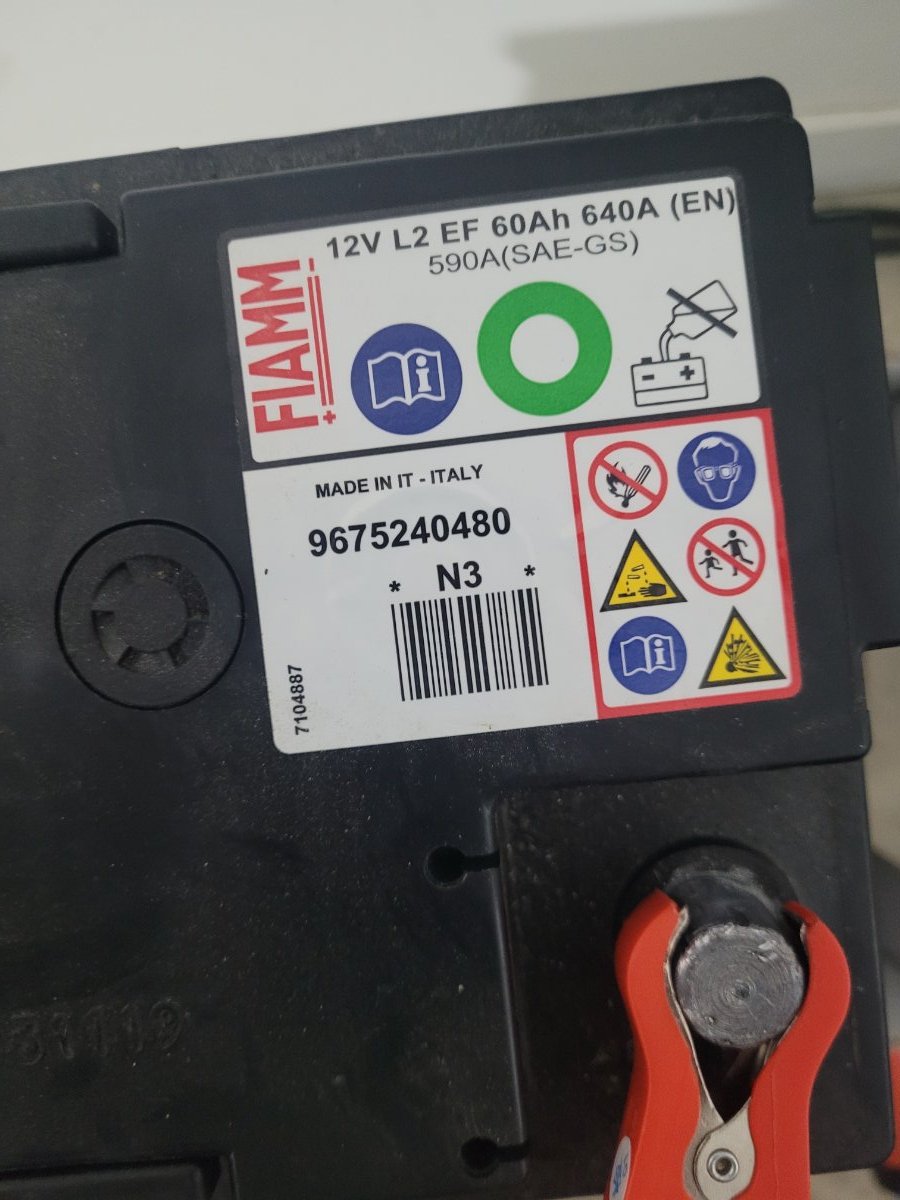 12V L2 EF 60Ah 640A (EN)
590A(SAE-GS)
FIAMM
MADE IN IT - ITALY
9675240480
* N3 *
7104887